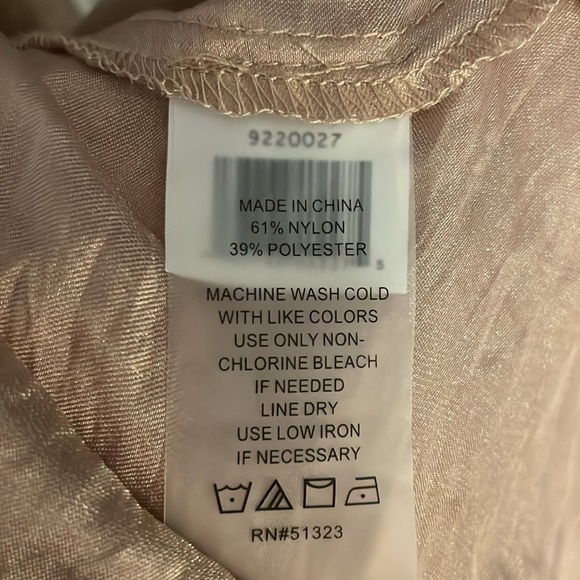 9220027
MADE IN CHINA
61% NYLON
39% POLYESTER
5
MACHINE WASH COLD
WITH LIKE COLORS
USE ONLY NON-
CHLORINE BLEACH
IF NEEDED
LINE DRY
USE LOW IRON
IF NECESSARY
RN#51323